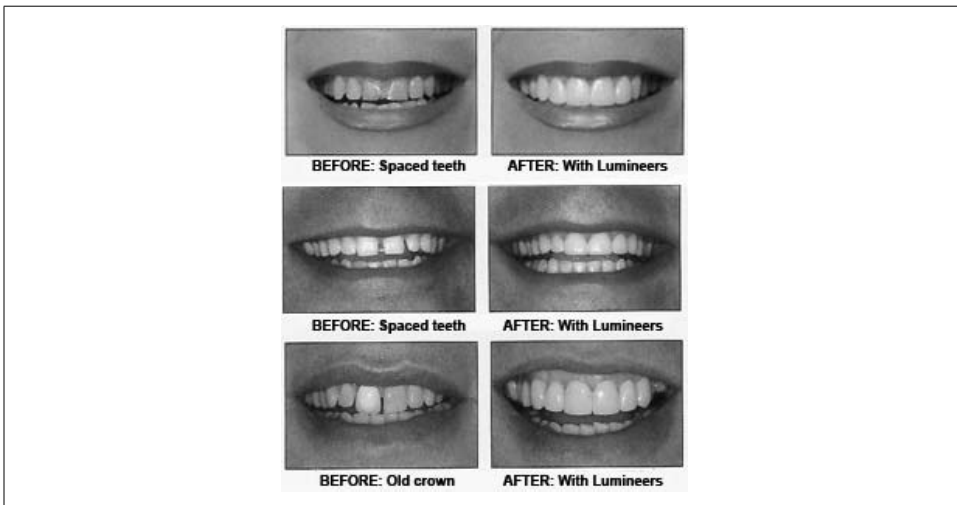 BEFORE: Spaced teeth AFTER: With Lumineers
BEFORE: Spaced teeth AFTER: With Lumineers
BEFORE: Old crown AFTER: With Lumineers